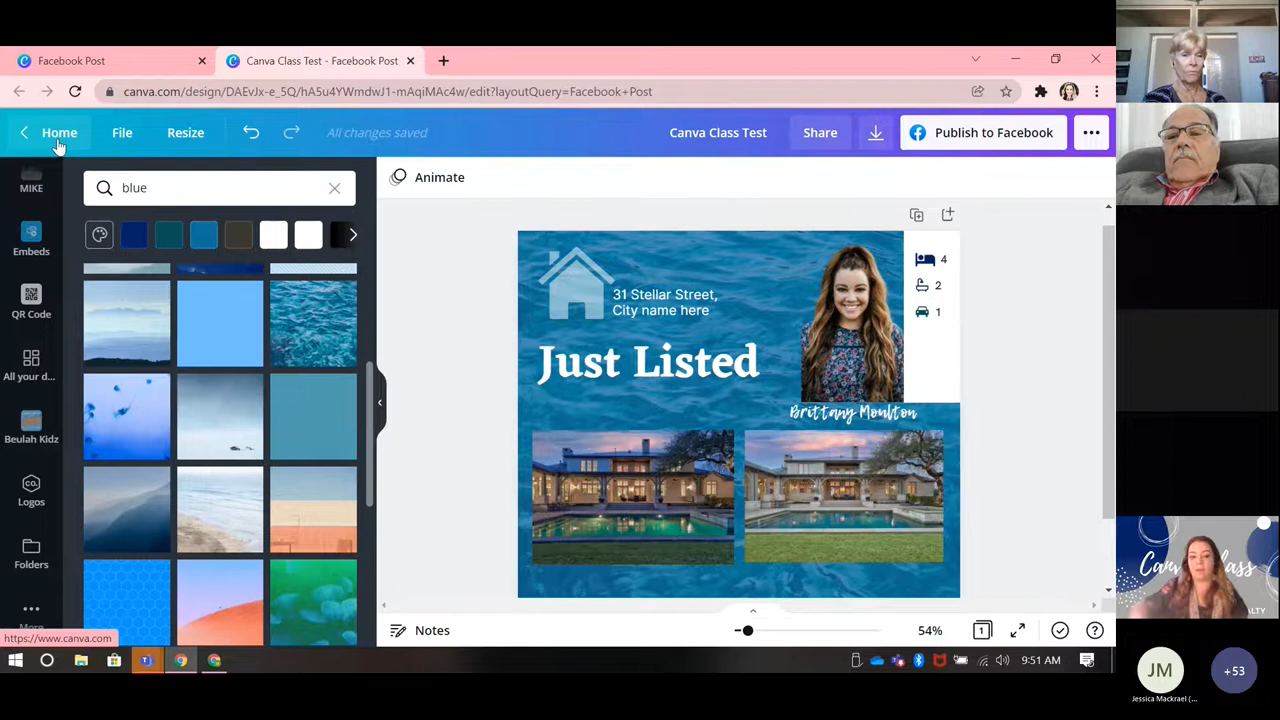 Facebook Post
Canva Class Test - Facebook Post
canva.com/design/DAEvJx-e_5Q/hA5u4YWmdwJ1-mAqiMAc4w/edit?layoutQuery=Facebook+Post
Home
File
Resize
All changes saved
Canva Class Test
Share
Publish to Facebook
MIKE
Embeds
QR Code
All your d...
Beulah Kidz
CO.
Logos
Folders
More
blue
Animate
31 Stellar Street,
City name here
Just Listed
4
2
1
Brittany Moulton
Notes
54%
1
https://www.canva.com
9:51 AM
JM
Jessica Mackrael (...
+53